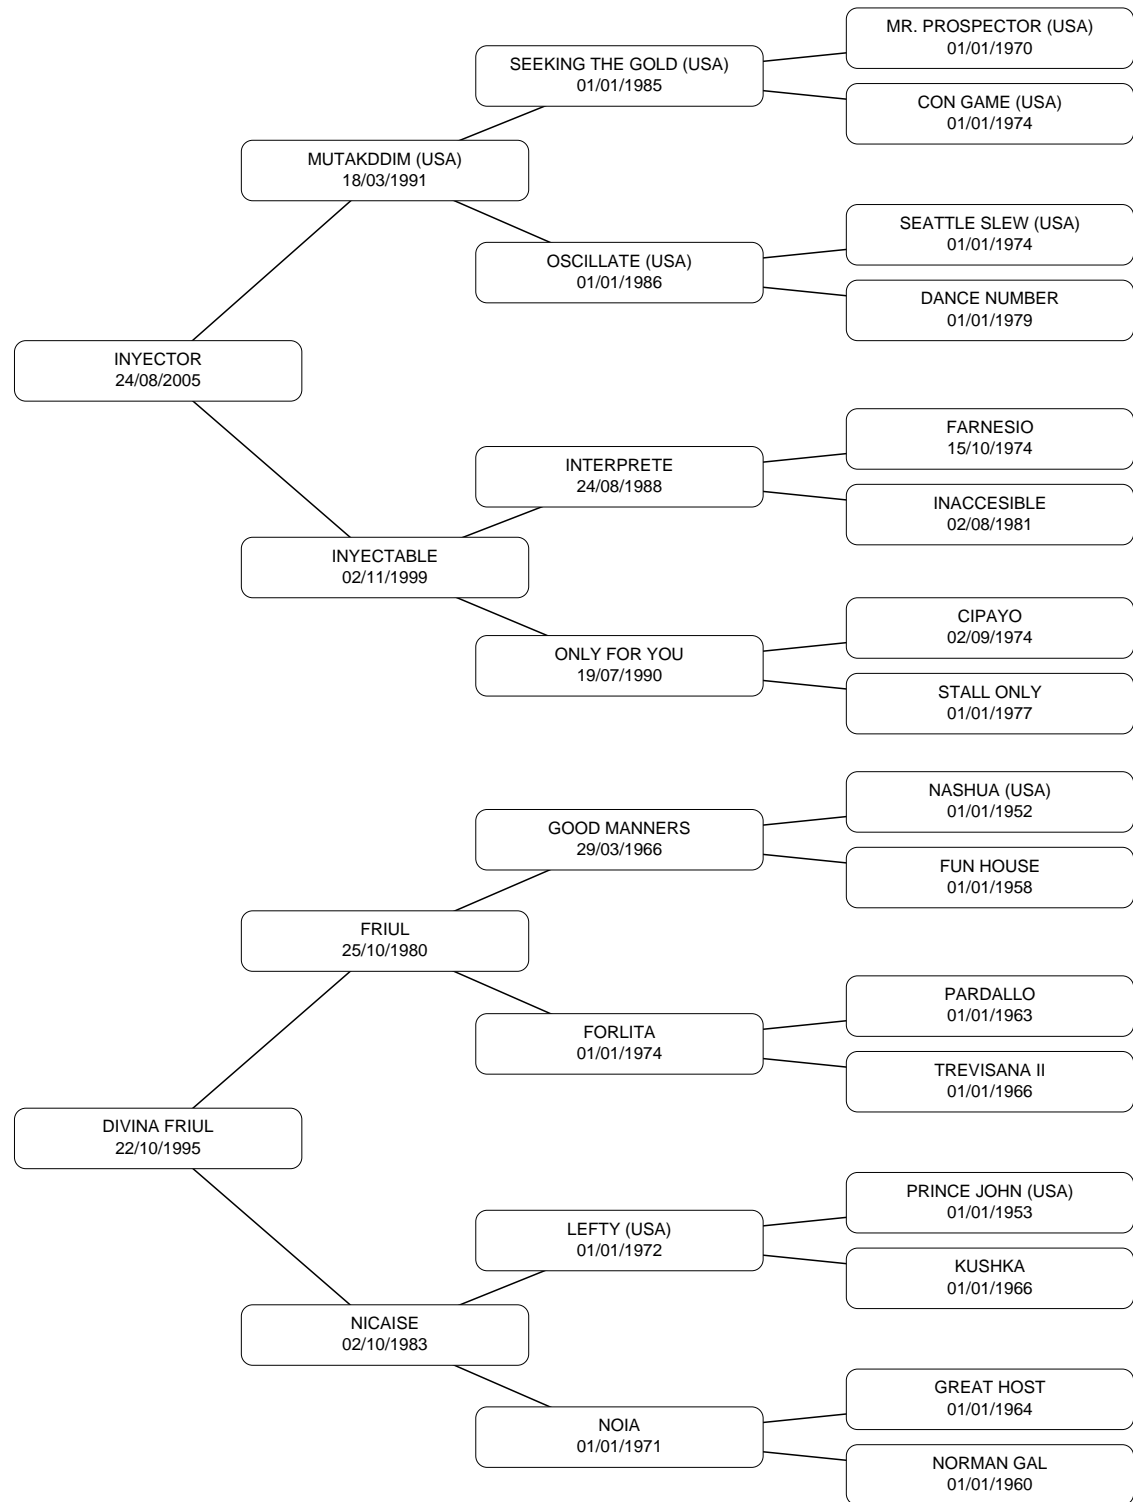 MR. PROSPECTOR (USA)
01/01/1970
SEEKING THE GOLD (USA)
01/01/1985
CON GAME (USA)
01/01/1974
MUTAKDDIM (USA)
18/03/1991
SEATTLE SLEW (USA)
01/01/1974
OSCILLATE (USA)
01/01/1986
DANCE NUMBER
01/01/1979
INYECTOR
24/08/2005
FARNESIO
15/10/1974
INTERPRETE
24/08/1988
INACCESIBLE
02/08/1981
INYECTABLE
02/11/1999
CIPAYO
02/09/1974
ONLY FOR YOU
19/07/1990
STALL ONLY
01/01/1977
NASHUA (USA)
01/01/1952
GOOD MANNERS
29/03/1966
FUN HOUSE
01/01/1958
FRIUL
25/10/1980
PARDALLO
01/01/1963
FORLITA
01/01/1974
TREVISANA II
01/01/1966
DIVINA FRIUL
22/10/1995
PRINCE JOHN (USA)
01/01/1953
LEFTY (USA)
01/01/1972
KUSHKA
01/01/1966
NICAISE
02/10/1983
GREAT HOST
01/01/1964
NOIA
01/01/1971
NORMAN GAL
01/01/1960